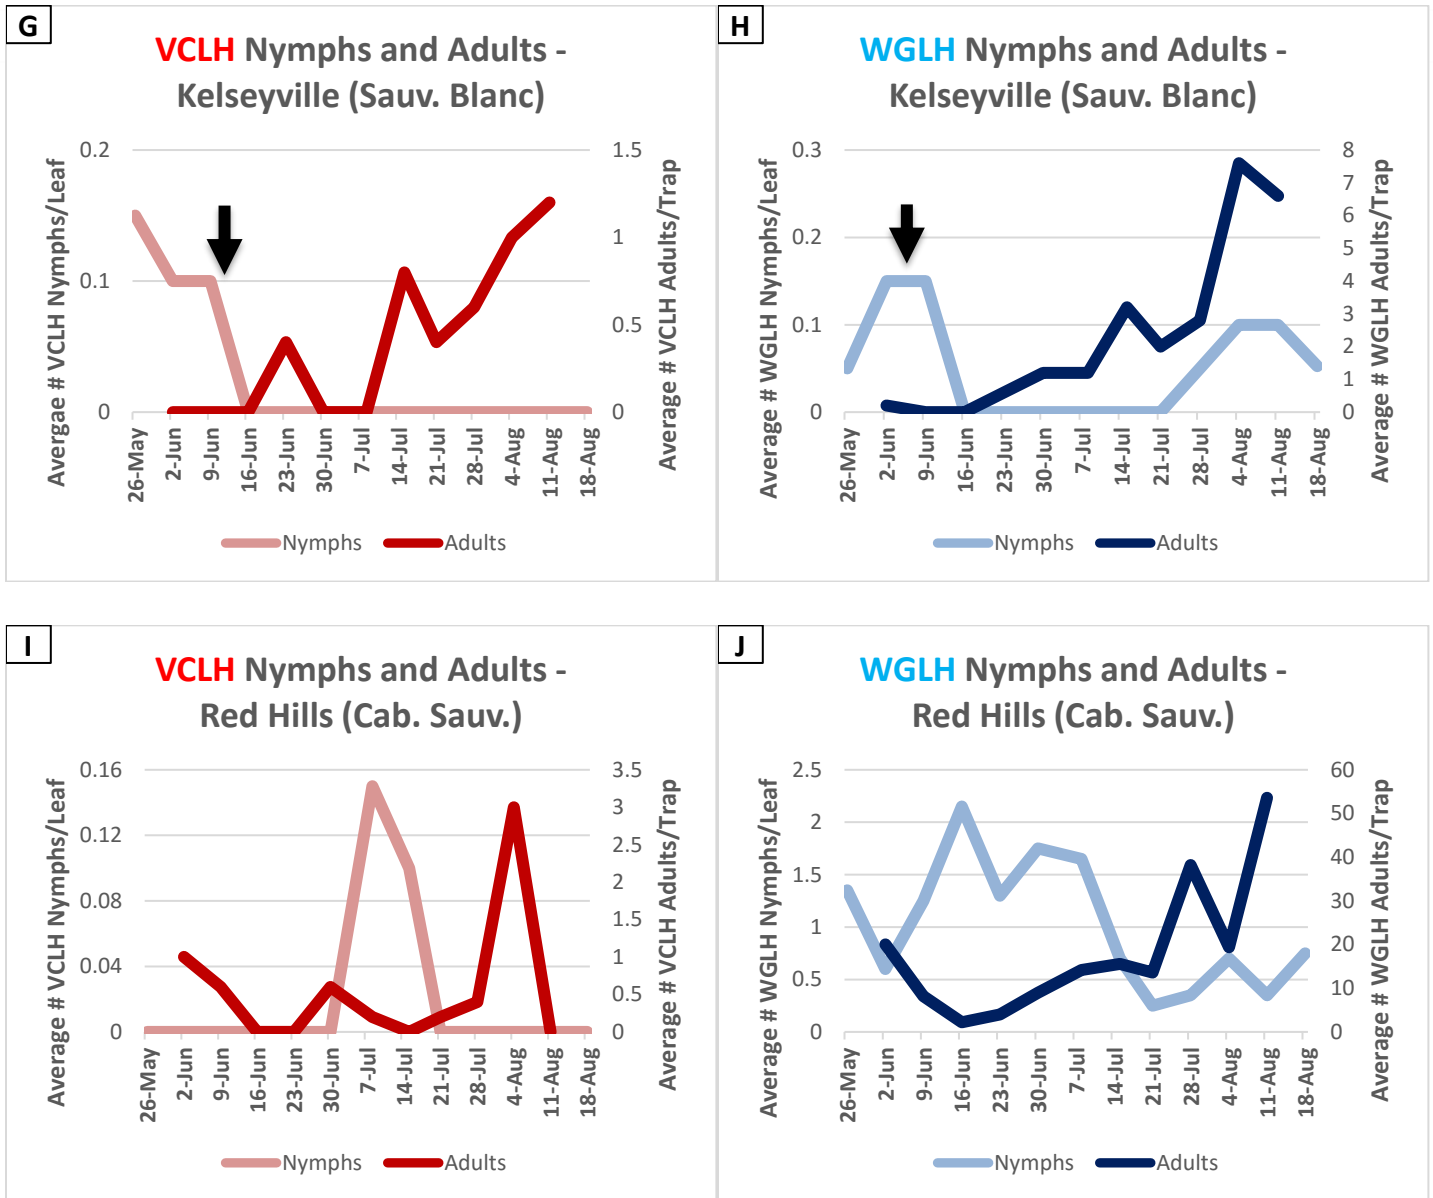 G
VCLH Nymphs and Adults -
Kelseyville (Sauv. Blanc)
Avergae # VCLH Nymphs/Leaf
0.2
0.1
0
1.5
1
0.5
0
Average # VCLH Adults/Trap
26-May
2-Jun
9-Jun
16-Jun
23-Jun
30-Jun
7-Jul
14-Jul
21-Jul
28-Jul
4-Aug
11-Aug
18-Aug
Nymphs Adults
H
WGLH Nymphs and Adults -
Kelseyville (Sauv. Blanc)
Average # WGLH Nymphs/Leaf
0.3
0.2
0.1
0
8
7
6
5
4
3
2
1
0
Average # WGLH Adults/Trap
26-May
2-Jun
9-Jun
16-Jun
23-Jun
30-Jun
7-Jul
14-Jul
21-Jul
28-Jul
4-Aug
11-Aug
18-Aug
Nymphs Adults
I
VCLH Nymphs and Adults -
Red Hills (Cab. Sauv.)
Average # VCLH Nymphs/Leaf
0.16
0.12
0.08
0.04
0
3.5
3
2.5
2
1.5
1
0.5
0
Average # VCLH Adults/Trap
26-May
2-Jun
9-Jun
16-Jun
23-Jun
30-Jun
7-Jul
14-Jul
21-Jul
28-Jul
4-Aug
11-Aug
18-Aug
Nymphs Adults
J
WGLH Nymphs and Adults -
Red Hills (Cab. Sauv.)
Average # WGLH Nymphs/Leaf
2.5
2
1.5
1
0.5
0
60
50
40
30
20
10
0
Average # WGLH Adults/Trap
26-May
2-Jun
9-Jun
16-Jun
23-Jun
30-Jun
7-Jul
14-Jul
21-Jul
28-Jul
4-Aug
11-Aug
18-Aug
Nymphs Adults